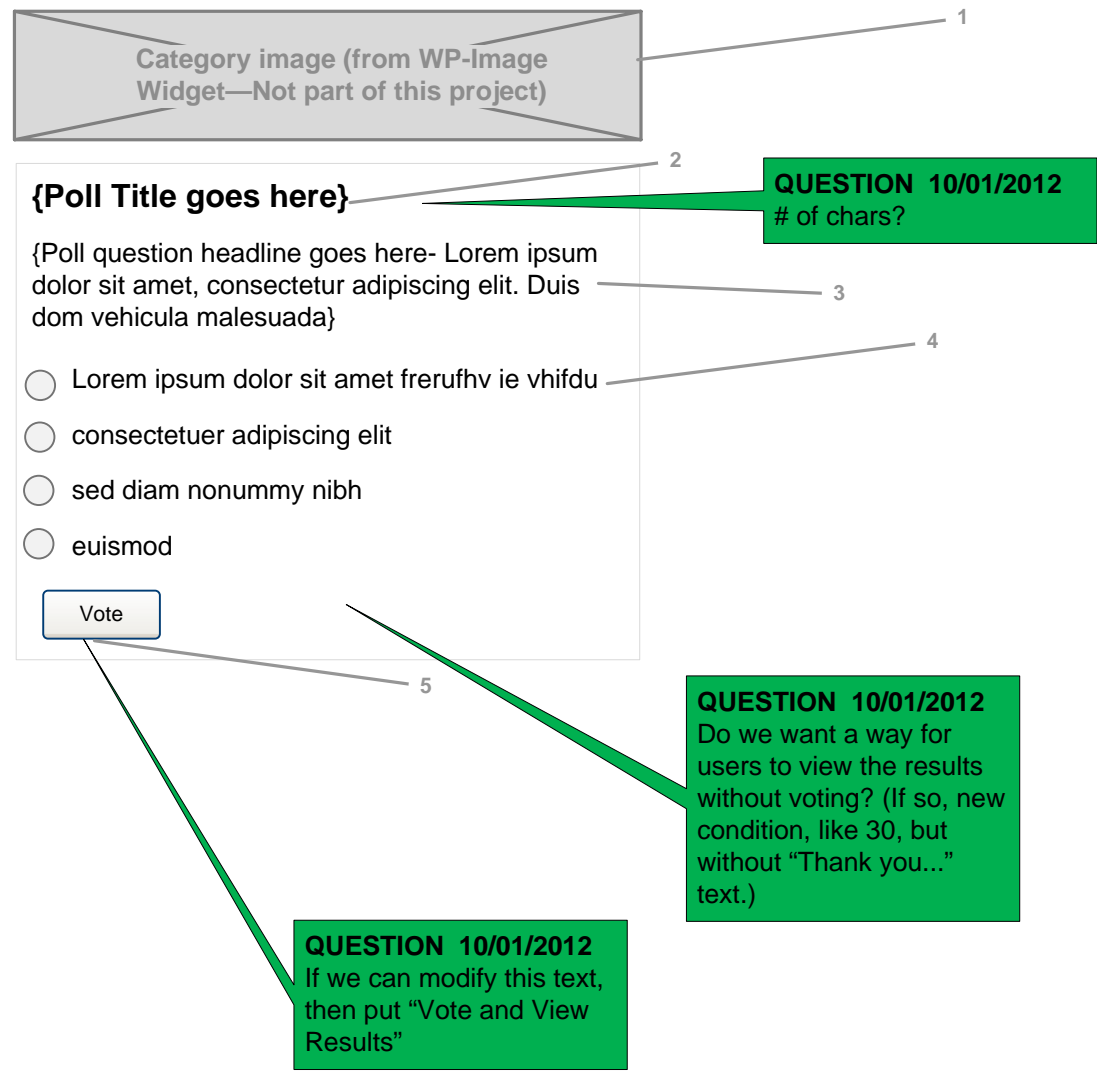 1
Category image (from WP-Image
Widget—Not part of this project)
2
{Poll Title goes here}
QUESTION  10/01/2012
# of chars?
{Poll question headline goes here- Lorem ipsum
dolor sit amet, consectetur adipiscing elit. Duis
dom vehicula malesuada}
3
4
Lorem ipsum dolor sit amet frerufhv ie vhifdu
consectetuer adipiscing elit
sed diam nonummy nibh
euismod
Vote
5
QUESTION  10/01/2012
Do we want a way for
users to view the results
without voting? (If so, new
condition, like 30, but
without “Thank you...”
text.)
QUESTION  10/01/2012
If we can modify this text,
then put “Vote and View
Results”